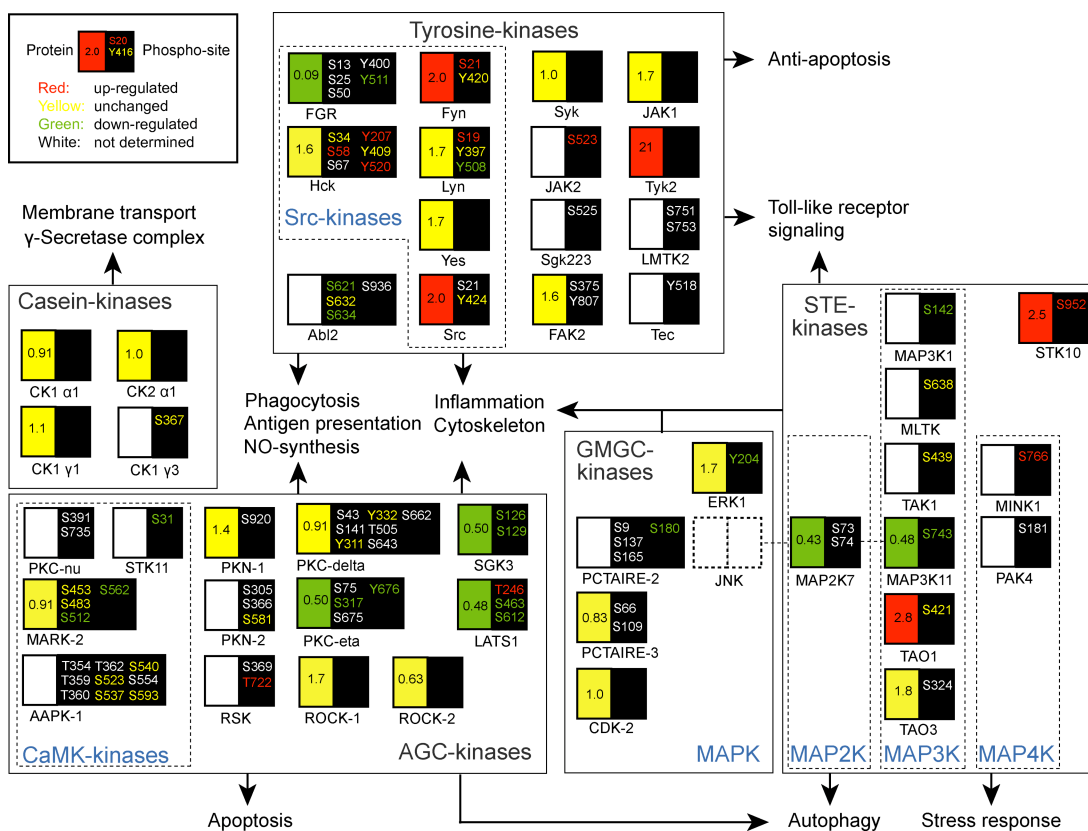 Protein
2.0
S20
Y416
Phospho-site
Red: up-regulated
Yellow: unchanged
Green: down-regulated
White: not determined
Tyrosine-kinases
0.09
S13 Y400
S25 Y511
S50
FGR
2.0
S21
Y420
Fyn
1.0
Syk
1.7
JAK1
1.6
S34 Y207
S58 Y409
S67 Y520
Hck
1.7
S19
Y397
Y508
Lyn
S523
JAK2
21
Tyk2
Src-kinases
1.7
Yes
S525
Sgk223
S751
S753
LMTK2
S621 S936
S632
S634
Abl2
2.0
S21
Y424
Src
1.6
S375
Y807
FAK2
Y518
Tec
Anti-apoptosis
Toll-like receptor
signaling
Membrane transport
γ-Secretase complex
Casein-kinases
0.91
CK1 α1
1.0
CK2 α1
1.1
CK1 γ1
S367
CK1 γ3
Phagocytosis
Antigen presentation
NO-synthesis
Inflammation
Cytoskeleton
STE-
kinases
S142
MAP3K1
2.5
S952
STK10
S638
MLTK
S439
TAK1
S766
MINK1
0.43
S73
S74
MAP2K7
0.48
S743
MAP3K11
S181
PAK4
2.8
S421
TAO1
1.8
S324
TAO3
MAP2K
MAP3K
MAP4K
GMGC-
kinases
1.7
Y204
ERK1
S9 S180
S137
S165
PCTAIRE-2
JNK
0.83
S66
S109
PCTAIRE-3
1.0
CDK-2
MAPK
S391
S735
PKC-nu
S31
STK11
1.4
S920
PKN-1
0.91
S43 Y332 S662
S141 T505
Y311 S643
PKC-delta
0.50
S126
S129
SGK3
0.91
S453 S562
S483
S512
MARK-2
S305
S366
S581
PKN-2
0.50
S75 Y676
S317
S675
PKC-eta
0.48
T246
S463
S612
LATS1
T354 T362 S540
T359 S523 S554
T360 S537 S593
AAPK-1
S369
T722
RSK
1.7
ROCK-1
0.63
ROCK-2
CaMK-kinases
AGC-kinases
Apoptosis
Autophagy
Stress response